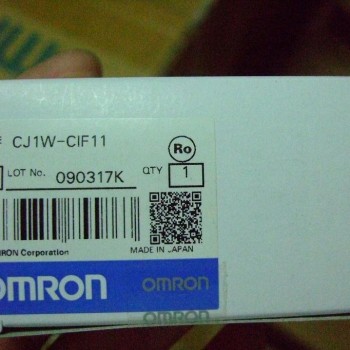 CJ1W-CIF11
Ro
LOT No. 090317K QTY 1
OMRON Corporation
MADE IN JAPAN
OMRON OMRON
OMRON